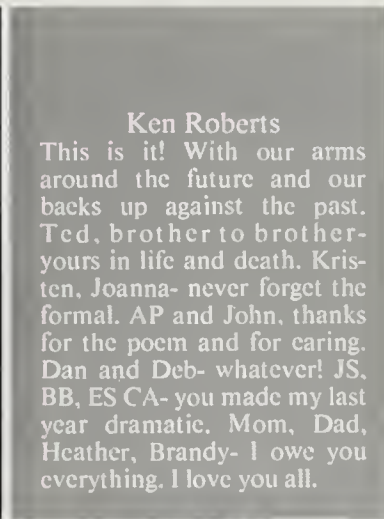 Ken Roberts
This is it! With our arms
around the future and our
backs up against the past.
Ted, brother to brother-
yours in life and death. Kris-
ten, Joanna- never forget the
formal. AP and John, thanks
for the poem and for caring.
Dan and Deb- whatever! JS,
BB, ES CA- you made my last
year dramatic. Mom, Dad,
Heather, Brandy- I owe you
everything. I love you all.